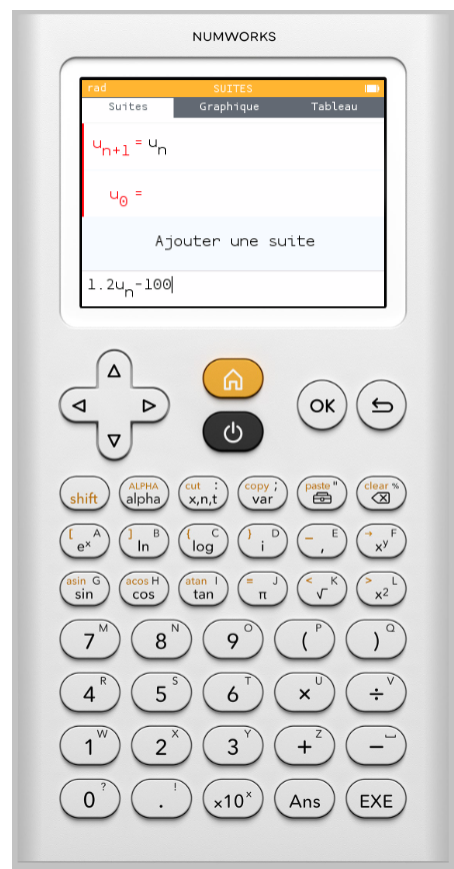 NUMWORKS
rad SUITES
Suites Graphique Tableau
uₙ₊₁ = uₙ
u₀ =
Ajouter une suite
1.2uₙ-100
OK
ALPHA cut : copy ; paste " clear %
shift alpha x,n,t var
[ A ] B { C } D _ E → F
eˣ ln log i , xʸ
asin G acos H atan I = J < K > L
sin cos tan π √ x²
M N O P Q
7 8 9 ( )
R S T U V
4 5 6 × ÷
W X Y Z
1 2 3 + −
? !
0 . ×10ˣ Ans EXE